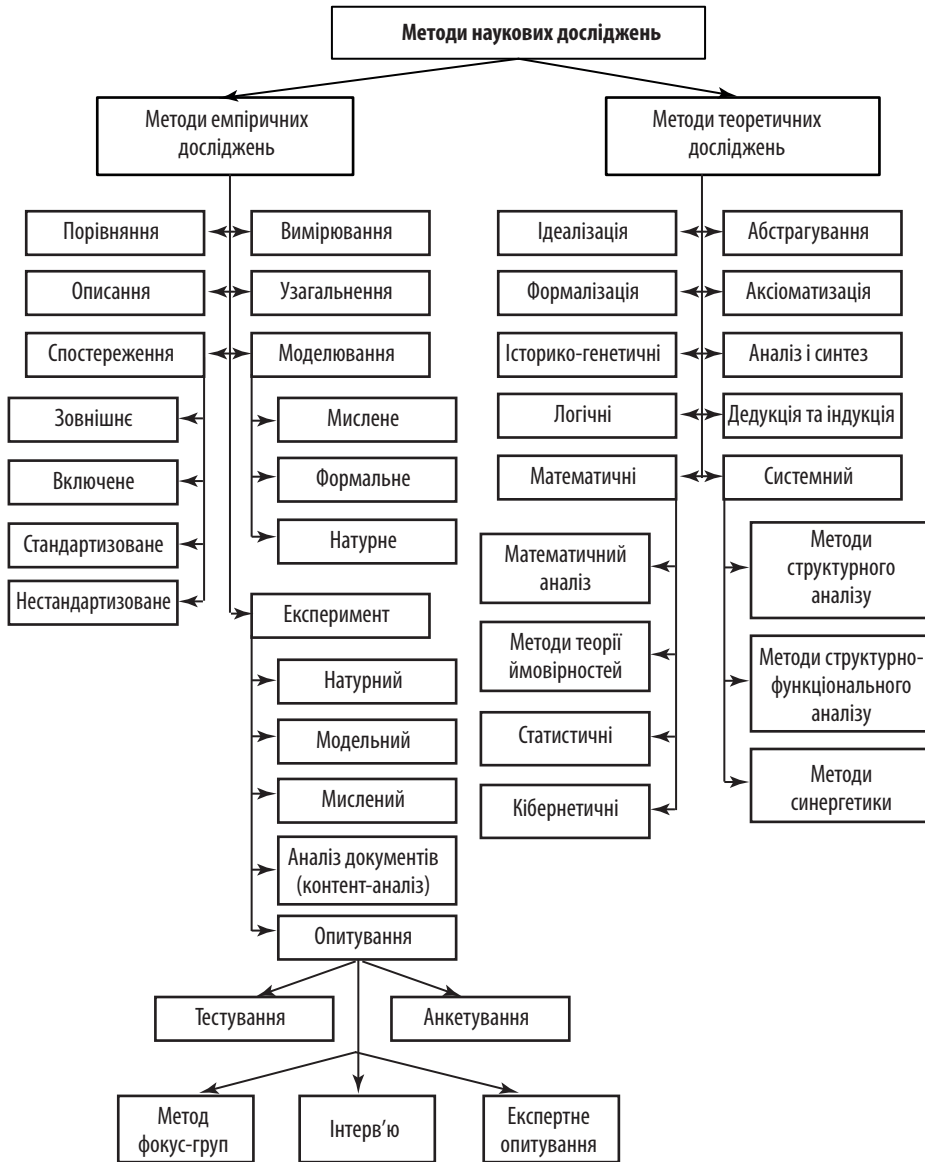 Методи наукових досліджень
Методи емпіричних
досліджень
Методи теоретичних
досліджень
Порівняння
Вимірювання
Ідеалізація
Абстрагування
Описання
Узагальнення
Формалізація
Аксіоматизація
Спостереження
Моделювання
Історико-генетичні
Аналіз і синтез
Зовнішнє
Мислене
Логічні
Дедукція та індукція
Включене
Формальне
Математичні
Системний
Стандартизоване
Натурне
Математичний
аналіз
Методи
структурного
аналізу
Нестандартизоване
Експеримент
Методи теорії
ймовірностей
Методи структурно-
функціонального
аналізу
Натурний
Модельний
Статистичні
Мислений
Кібернетичні
Методи
синергетики
Аналіз документів
(контент-аналіз)
Опитування
Тестування
Анкетування
Метод
фокус-груп
Інтерв’ю
Експертне
опитування